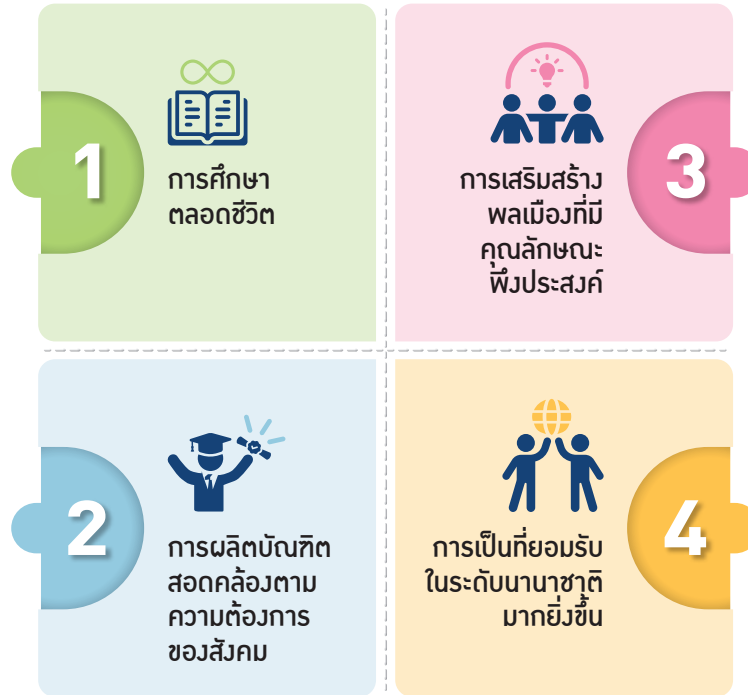 1
การศึกษา
ตลอดชีวิต
2
การผลิตบัณฑิต
สอดคล้องตาม
ความต้องการ
ของสังคม
3
การเสริมสร้าง
พลเมืองที่มี
คุณลักษณะ
พึงประสงค์
4
การเป็นที่ยอมรับ
ในระดับนานาชาติ
มากยิ่งขึ้น